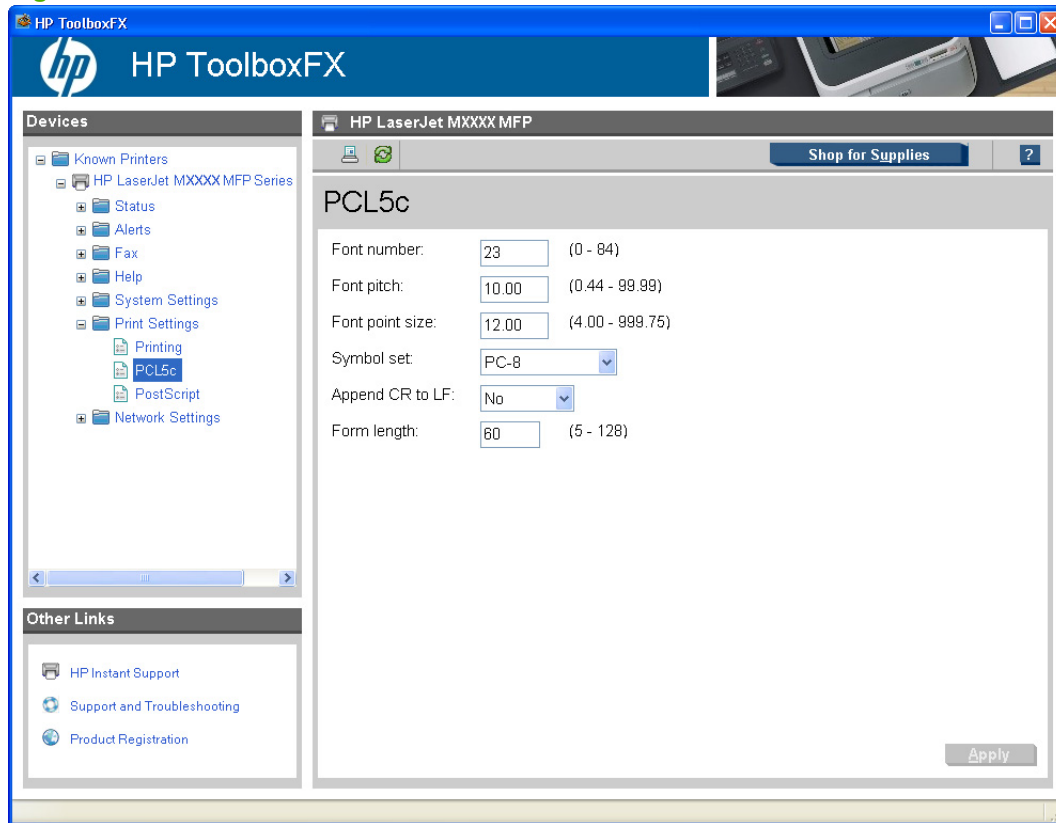 HP ToolboxFX
hp HP ToolboxFX
Devices
Known Printers
HP LaserJet MXXXX MFP Series
Status
Alerts
Fax
Help
System Settings
Print Settings
Printing
PCL5c
PostScript
Network Settings
Other Links
HP Instant Support
Support and Troubleshooting
Product Registration
HP LaserJet MXXXX MFP
Shop for Supplies ?
PCL5c
Font number: 23 (0 - 84)
Font pitch: 10.00 (0.44 - 99.99)
Font point size: 12.00 (4.00 - 999.75)
Symbol set: PC-8
Append CR to LF: No
Form length: 60 (5 - 128)
Apply